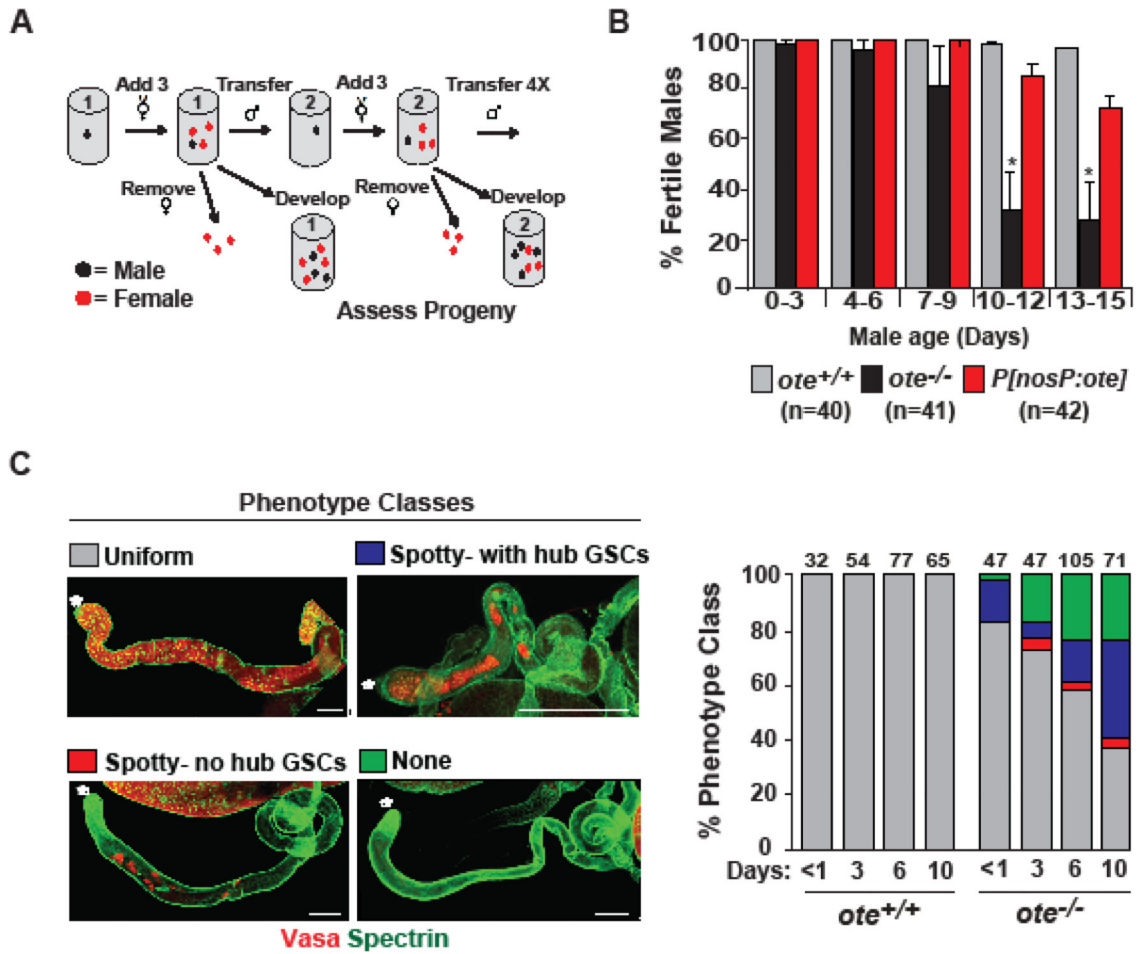 A
Add 3 Transfer Add 3 Transfer 4X
1 1 2 2
♀ ♂ ♀ ♂
Remove Develop Remove Develop
♀ 1 ♀ 2
= Male
= Female
Assess Progeny
B
% Fertile Males
100
80
60
40
20
0
* *
0-3 4-6 7-9 10-12 13-15
Male age (Days)
ote+/+ ote-/- P[nosP:ote]
(n=40) (n=41) (n=42)
C
Phenotype Classes
Uniform Spotty- with hub GSCs
Spotty- no hub GSCs None
Vasa Spectrin
% Phenotype Class
32 54 77 65 47 47 105 71
100
80
60
40
20
0
Days: <1 3 6 10 <1 3 6 10
ote+/+ ote-/-